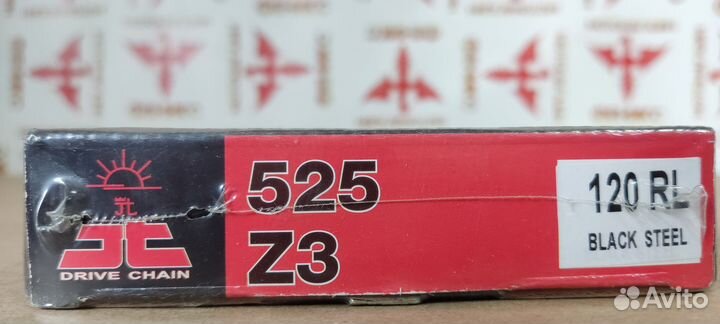 DRIVE CHAIN
525
Z3
120 RL
BLACK STEEL
Avito